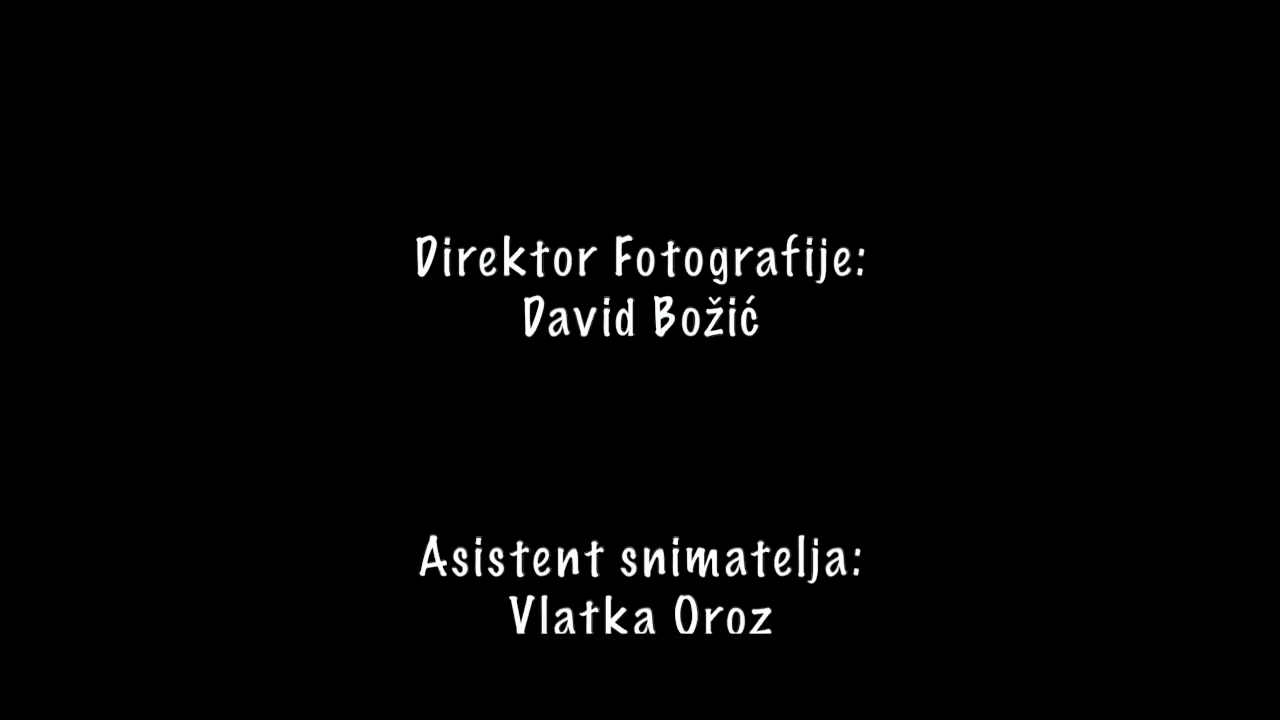 Direktor Fotografije:
David Božić
Asistent snimatelja:
Vlatka Oroz